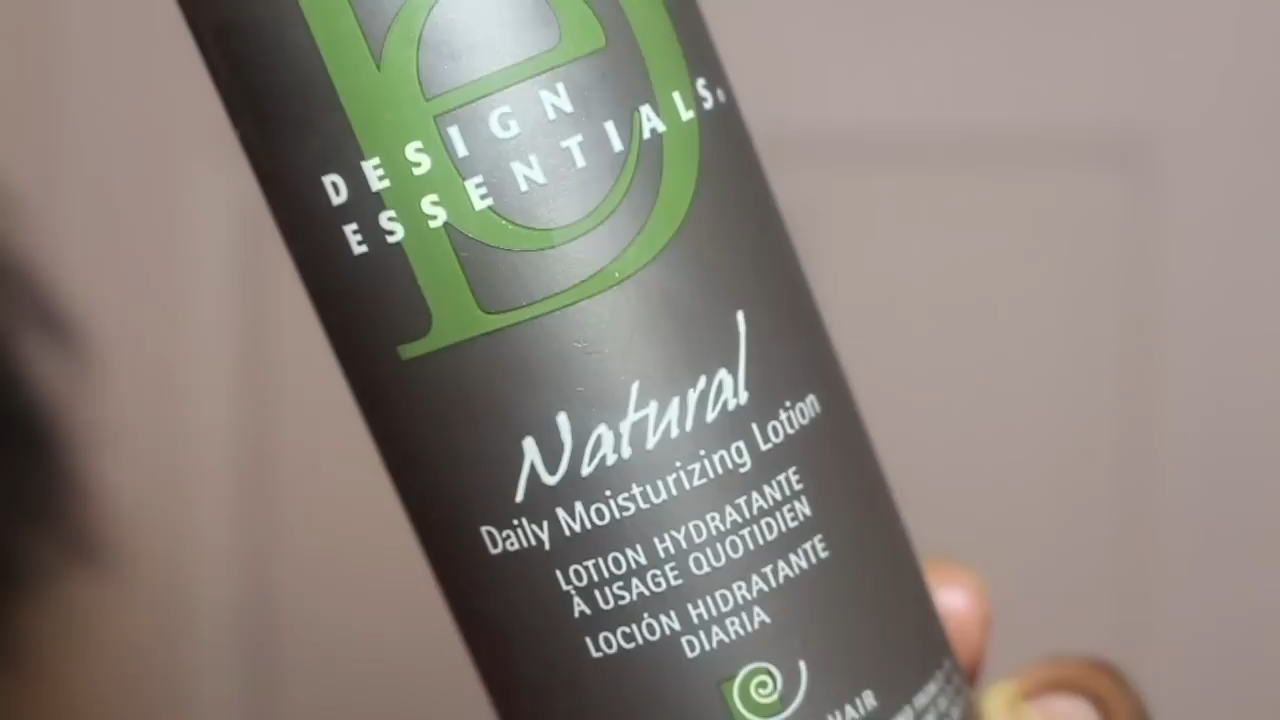 DESIGN
ESSENTIALS
Natural
Daily Moisturizing Lotion
LOTION HYDRATANTE
À USAGE QUOTIDIEN
LOCIÓN HIDRATANTE
DIARIA